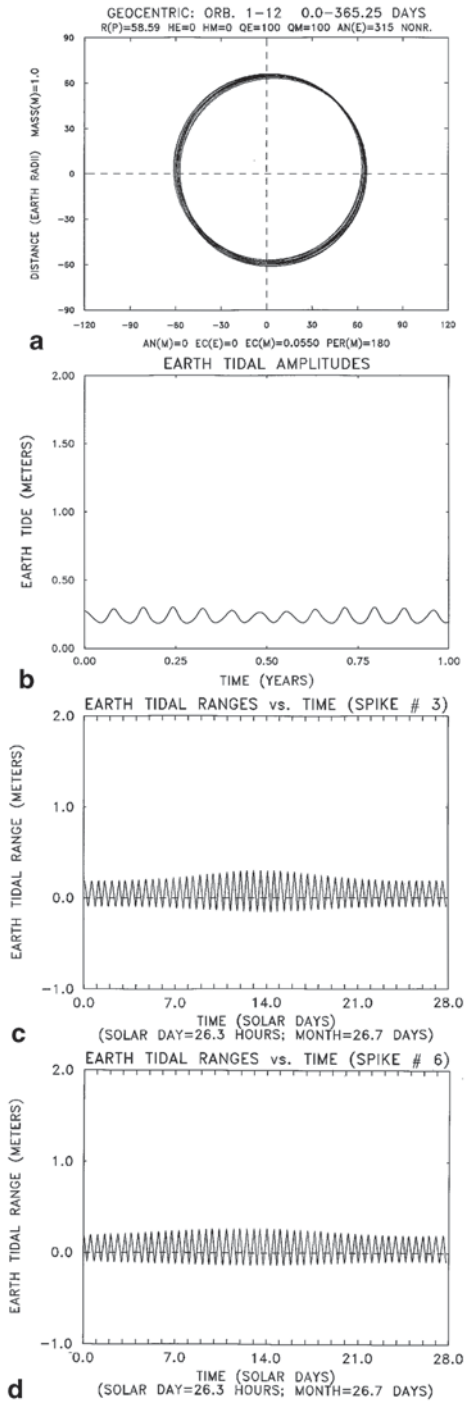 GEOCENTRIC: ORB. 1-12 0.0-365.25 DAYS
R(P)=58.59 HE=0 HM=0 QE=100 QM=100 AN(E)=315 NONR.
DISTANCE (EARTH RADII) MASS(M)=1.0
90
60
30
0
-30
-60
-90
-120 -90 -60 -30 0 30 60 90 120
a
AN(M)=0 EC(E)=0 EC(M)=0.0550 PER(M)=180
EARTH TIDAL AMPLITUDES
EARTH TIDE (METERS)
2.00
1.50
1.00
0.50
0.00
0.00 0.25 0.50 0.75 1.00
TIME (YEARS)
b
EARTH TIDAL RANGES vs. TIME (SPIKE # 3)
EARTH TIDAL RANGE (METERS)
2.0
1.0
0.0
-1.0
0.0 7.0 14.0 21.0 28.0
TIME (SOLAR DAYS)
(SOLAR DAY=26.3 HOURS; MONTH=26.7 DAYS)
c
EARTH TIDAL RANGES vs. TIME (SPIKE # 6)
EARTH TIDAL RANGE (METERS)
2.0
1.0
0.0
-1.0
0.0 7.0 14.0 21.0 28.0
TIME (SOLAR DAYS)
(SOLAR DAY=26.3 HOURS; MONTH=26.7 DAYS)
d